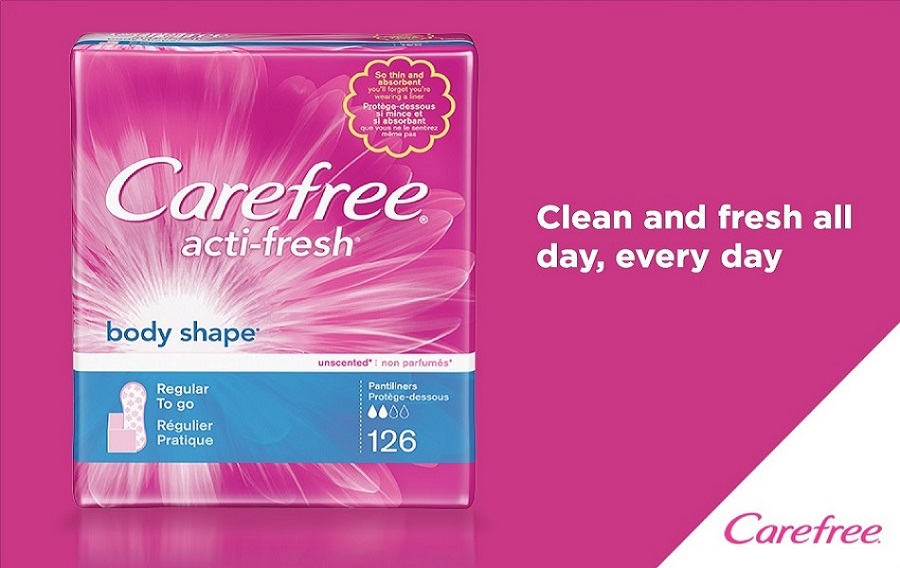 So thin and
absorbent
you'll forget you're
wearing a liner
Protège-dessous
si mince et
si absorbant
que vous ne le sentirez
même pas
Carefree®
acti-fresh®
body shape®
unscented* | non parfumés*
Regular
To go
Régulier
Pratique
Pantiliners
Protège-dessous
126
Clean and fresh all
day, every day
Carefree®